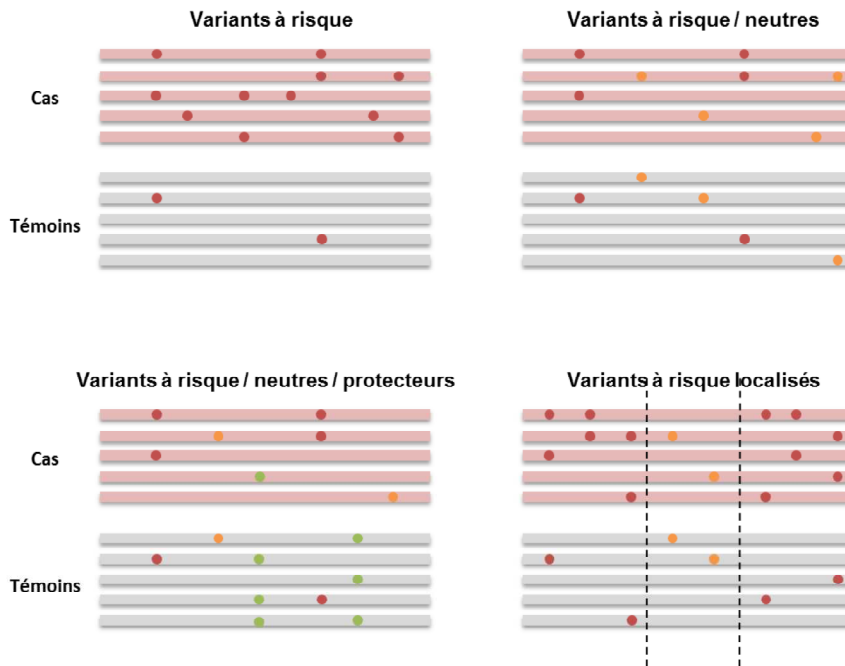 Variants à risque
Variants à risque / neutres
Cas
Témoins
Variants à risque / neutres / protecteurs
Variants à risque localisés
Cas
Témoins